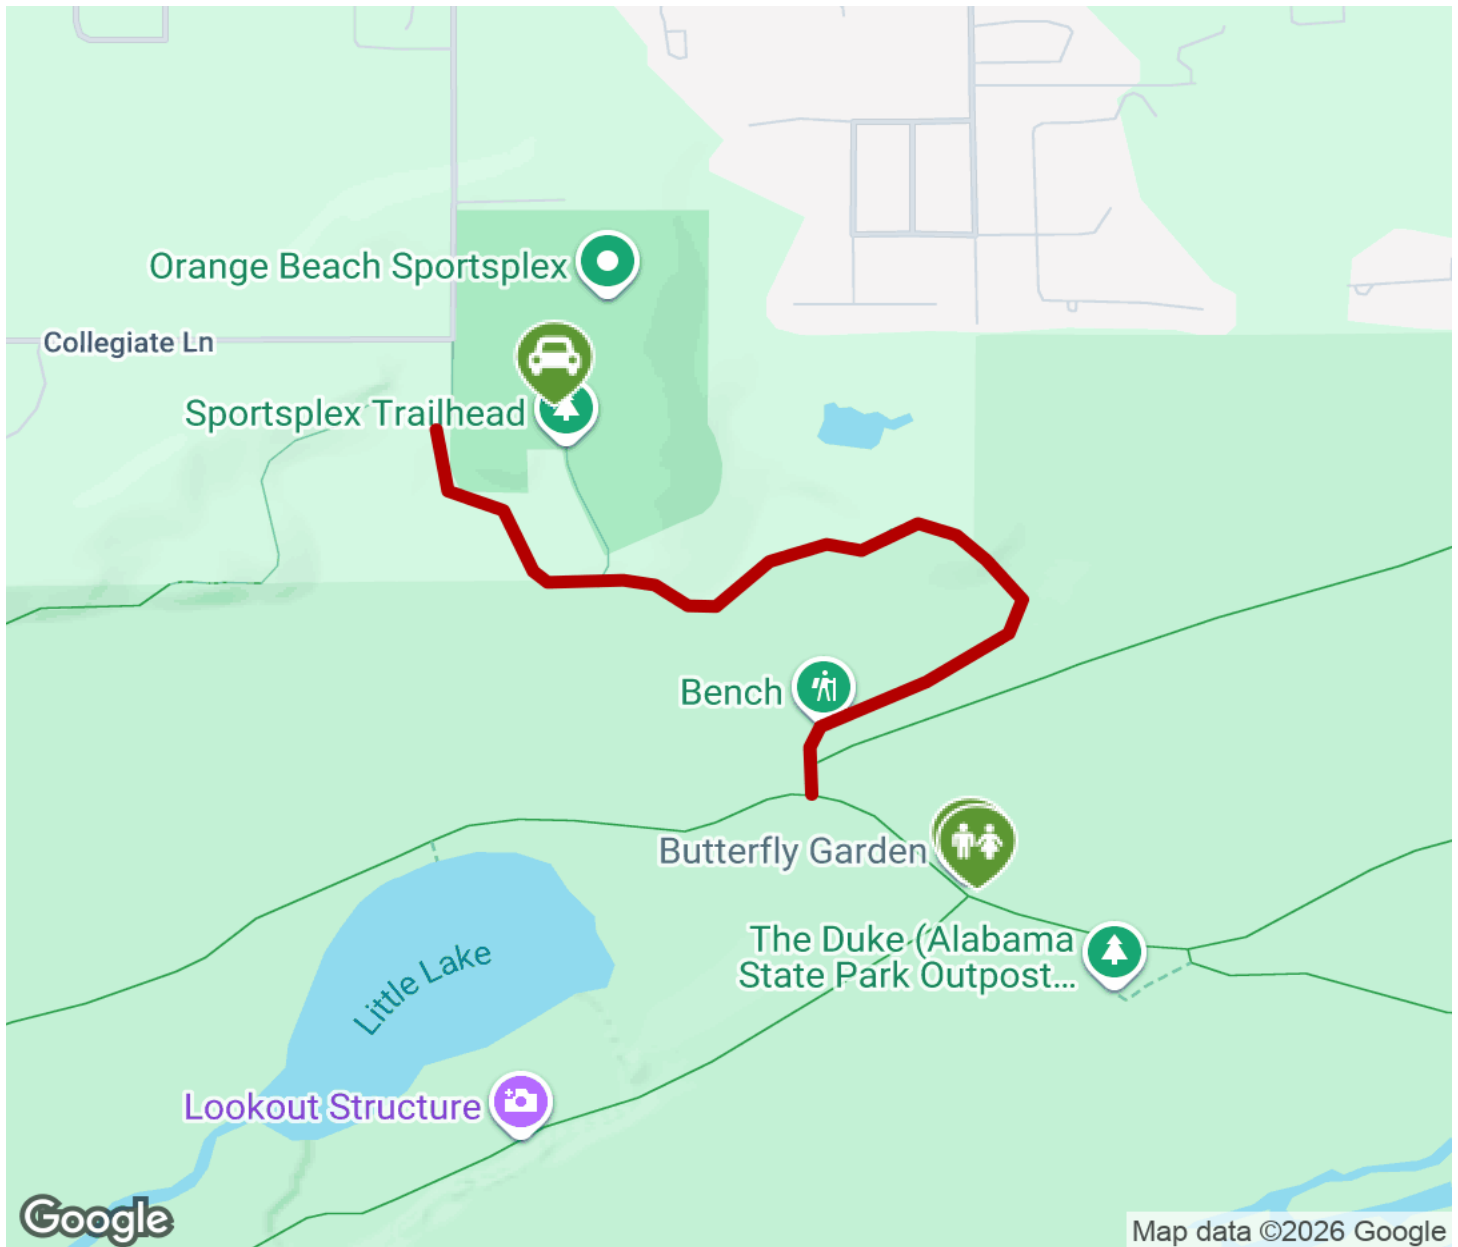 Orange Beach Sportsplex
Collegiate Ln
Sportsplex Trailhead
Bench
Butterfly Garden
The Duke (Alabama
State Park Outpost...
Little Lake
Lookout Structure
Google
Map data ©2026 Google